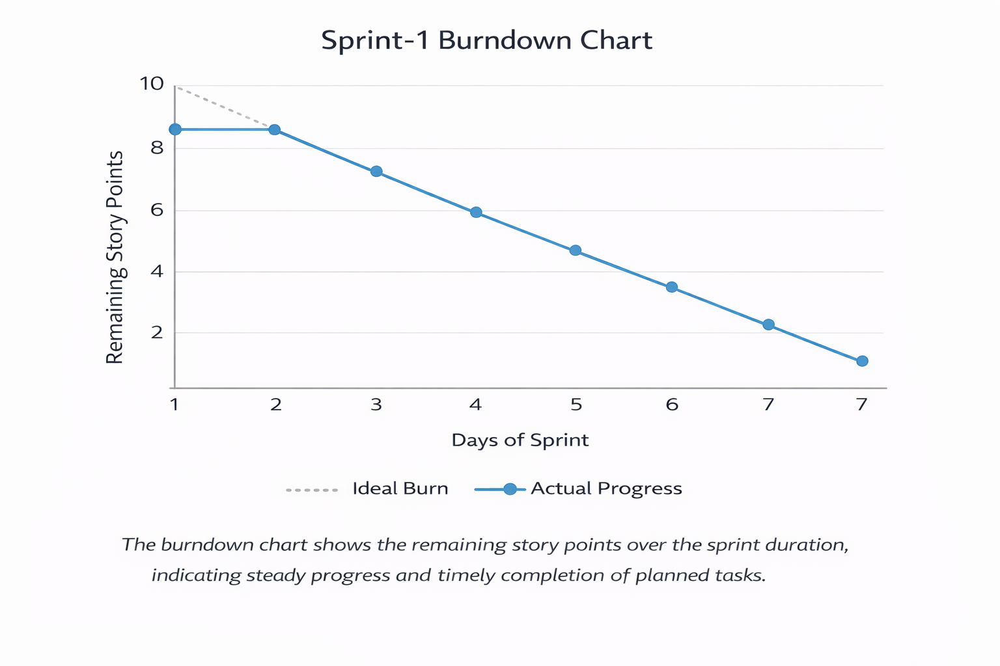 Sprint-1 Burndown Chart
10
8
6
4
2
Remaining Story Points
1 2 3 4 5 6 7 7
Days of Sprint
Ideal Burn Actual Progress
The burndown chart shows the remaining story points over the sprint duration,
indicating steady progress and timely completion of planned tasks.